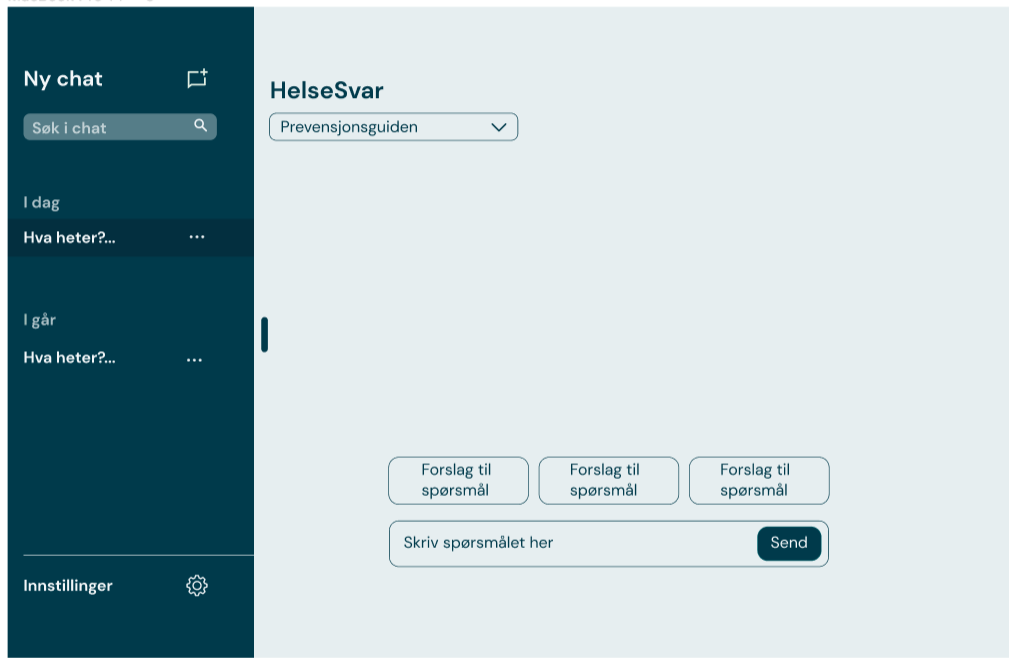 Ny chat
Søk i chat
I dag
Hva heter?...
I går
Hva heter?...
Innstillinger
HelseSvar
Prevensjonsguiden
Forslag til
spørsmål
Forslag til
spørsmål
Forslag til
spørsmål
Skriv spørsmålet her
Send